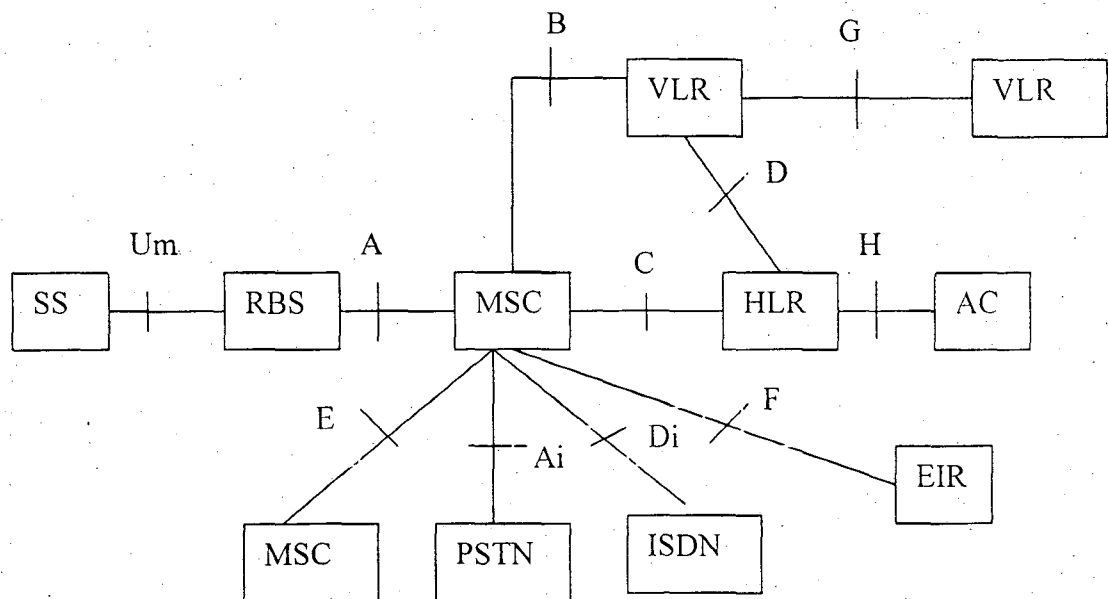 B
G
VLR
VLR
D
Um
A
C
H
SS
RBS
MSC
HLR
AC
E
Ai
Di
F
EIR
MSC
PSTN
ISDN